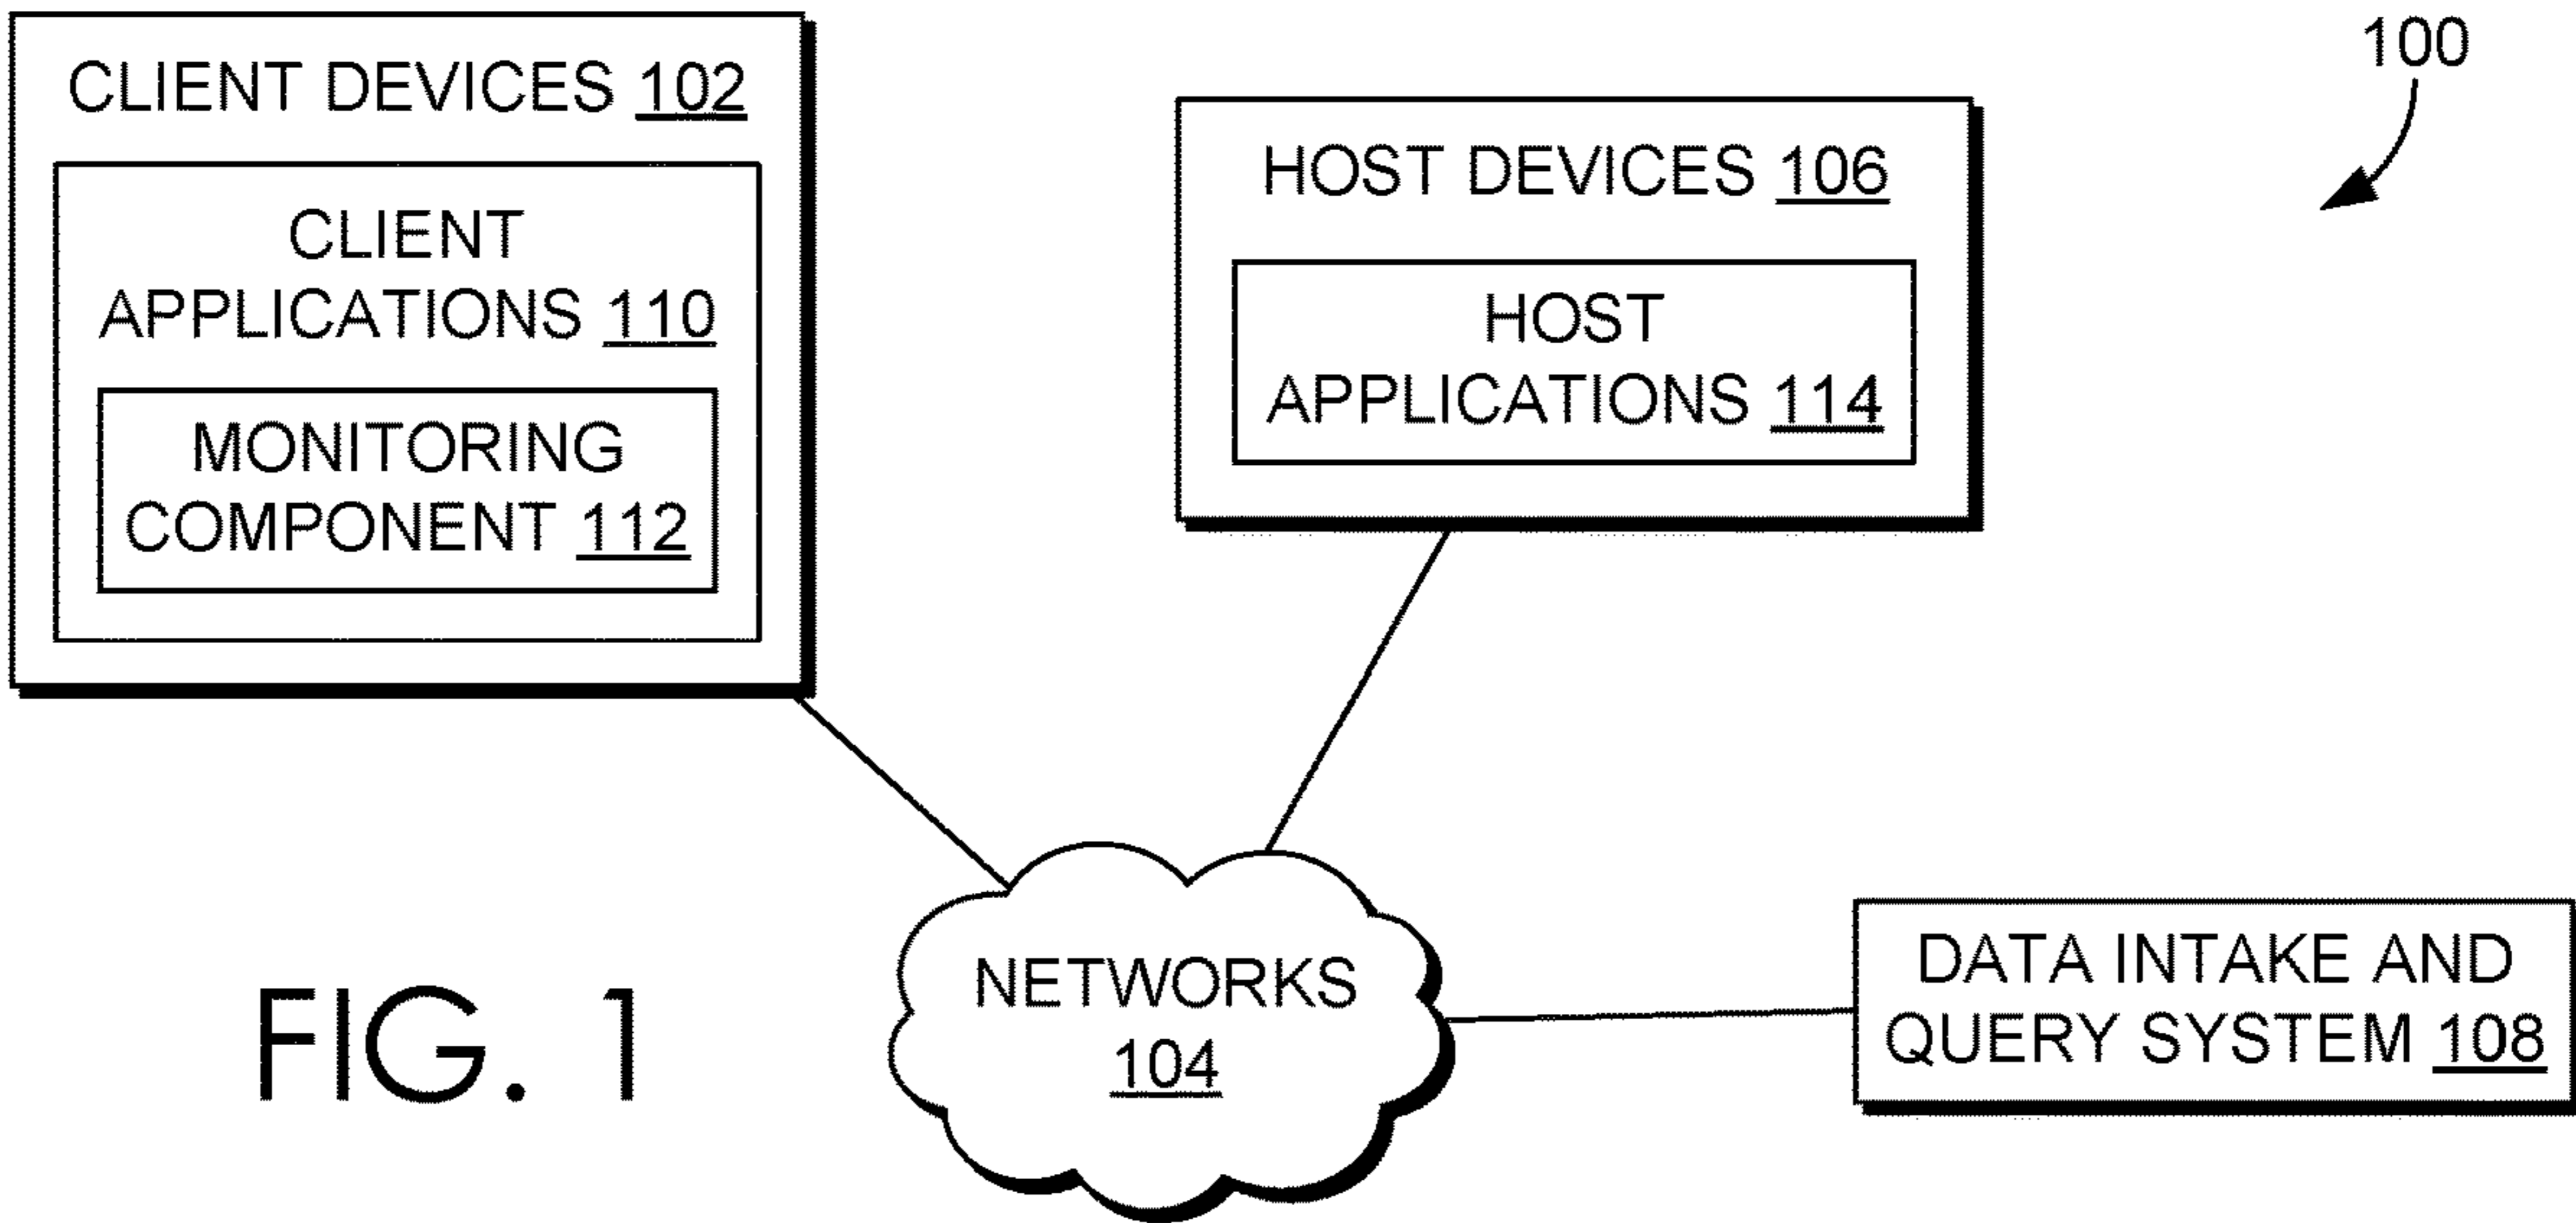 CLIENT DEVICES 102
CLIENT
APPLICATIONS 110
MONITORING
COMPONENT 112
HOST DEVICES 106
HOST
APPLICATIONS 114
100
NETWORKS
104
DATA INTAKE AND
QUERY SYSTEM 108
FIG. 1